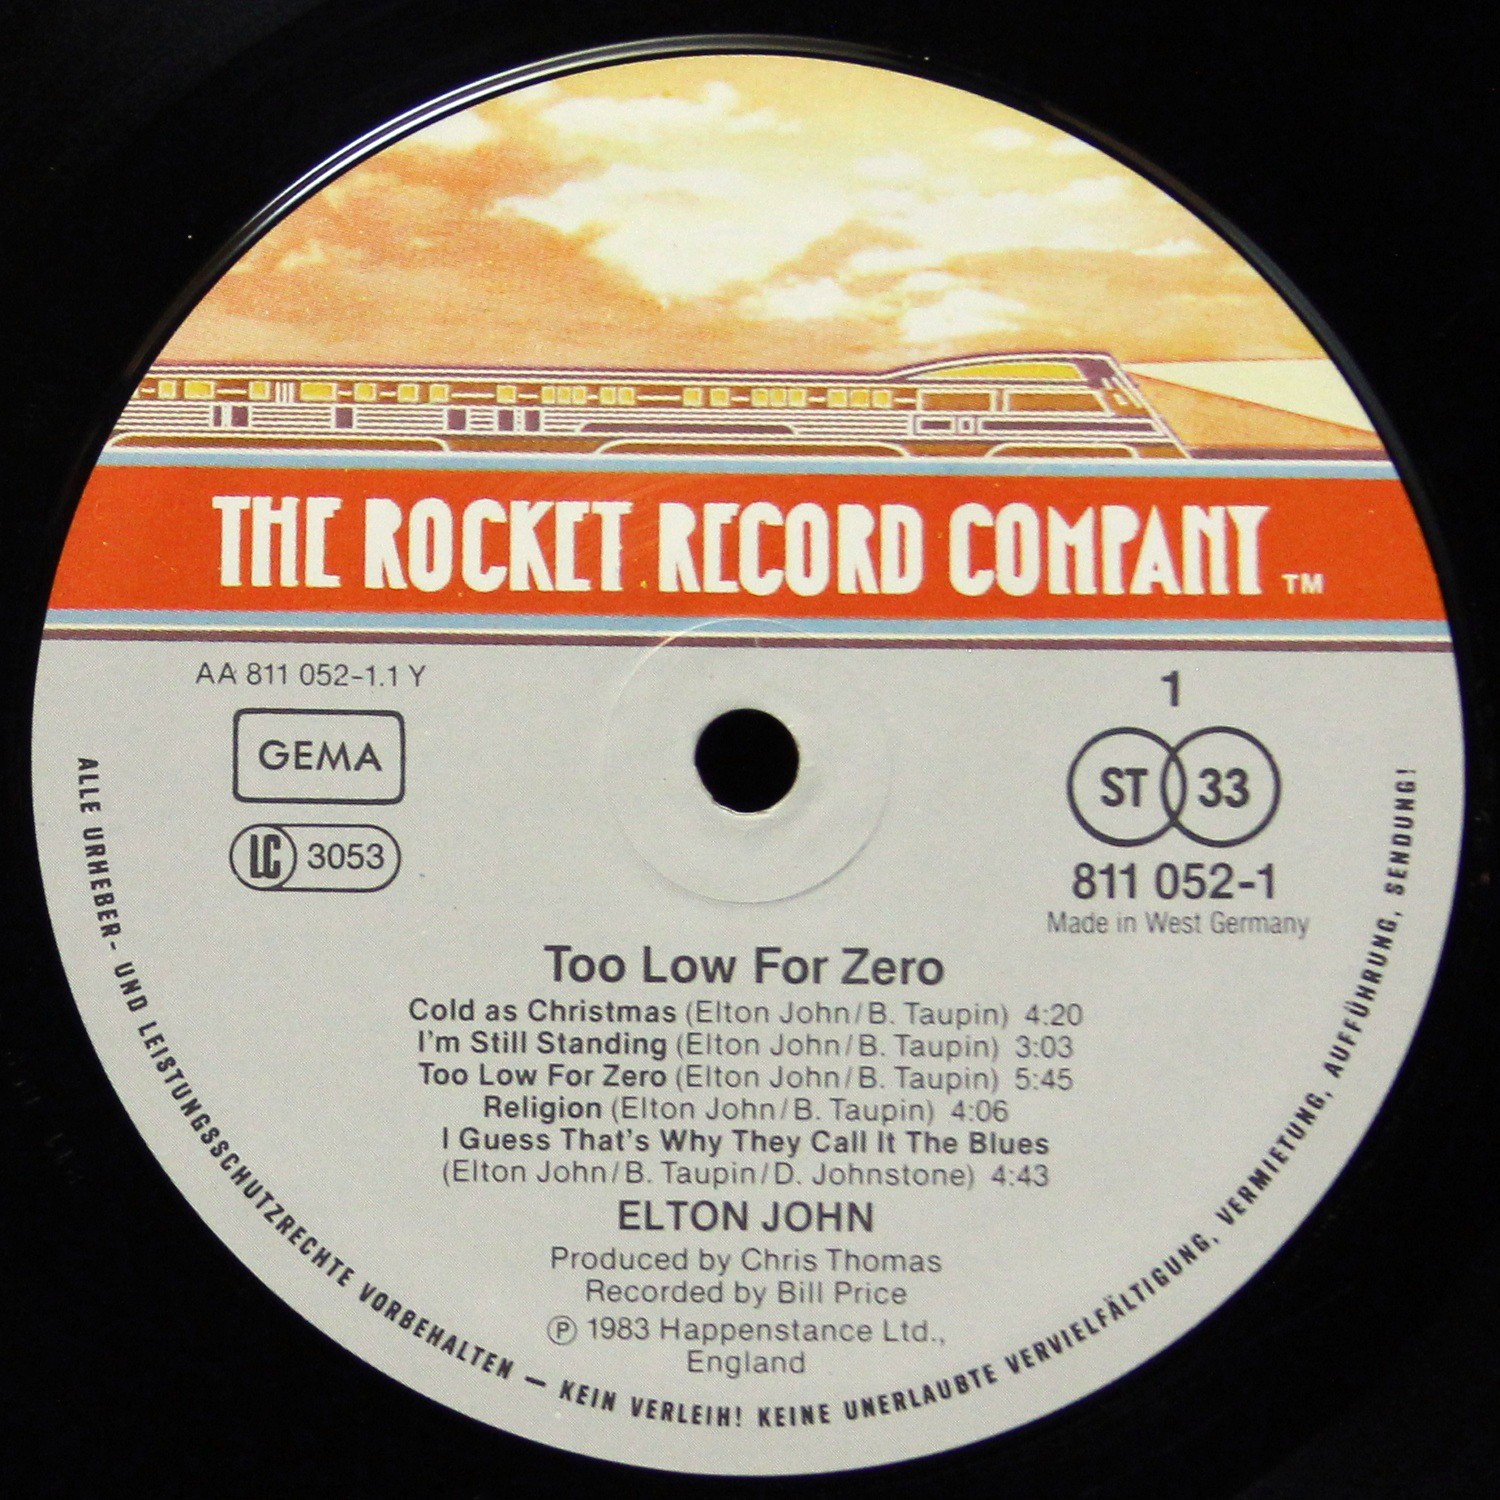 THE ROCKET RECORD COMPANY ™
AA 811 052-1.1 Y
GEMA
LC 3053
1
ST 33
811 052-1
Made in West Germany
Too Low For Zero
Cold as Christmas (Elton John/B. Taupin) 4:20
I'm Still Standing (Elton John/B. Taupin) 3:03
Too Low For Zero (Elton John/B. Taupin) 5:45
Religion (Elton John/B. Taupin) 4:06
I Guess That's Why They Call It The Blues
(Elton John/B. Taupin/D. Johnstone) 4:43
ELTON JOHN
Produced by Chris Thomas
Recorded by Bill Price
Ⓟ 1983 Happenstance Ltd.,
England
ALLE URHEBER- UND LEISTUNGSSCHUTZRECHTE VORBEHALTEN – KEIN VERLEIH! KEINE UNERLAUBTE VERVIELFÄLTIGUNG, VERMIETUNG, AUFFÜHRUNG, SENDUNG!